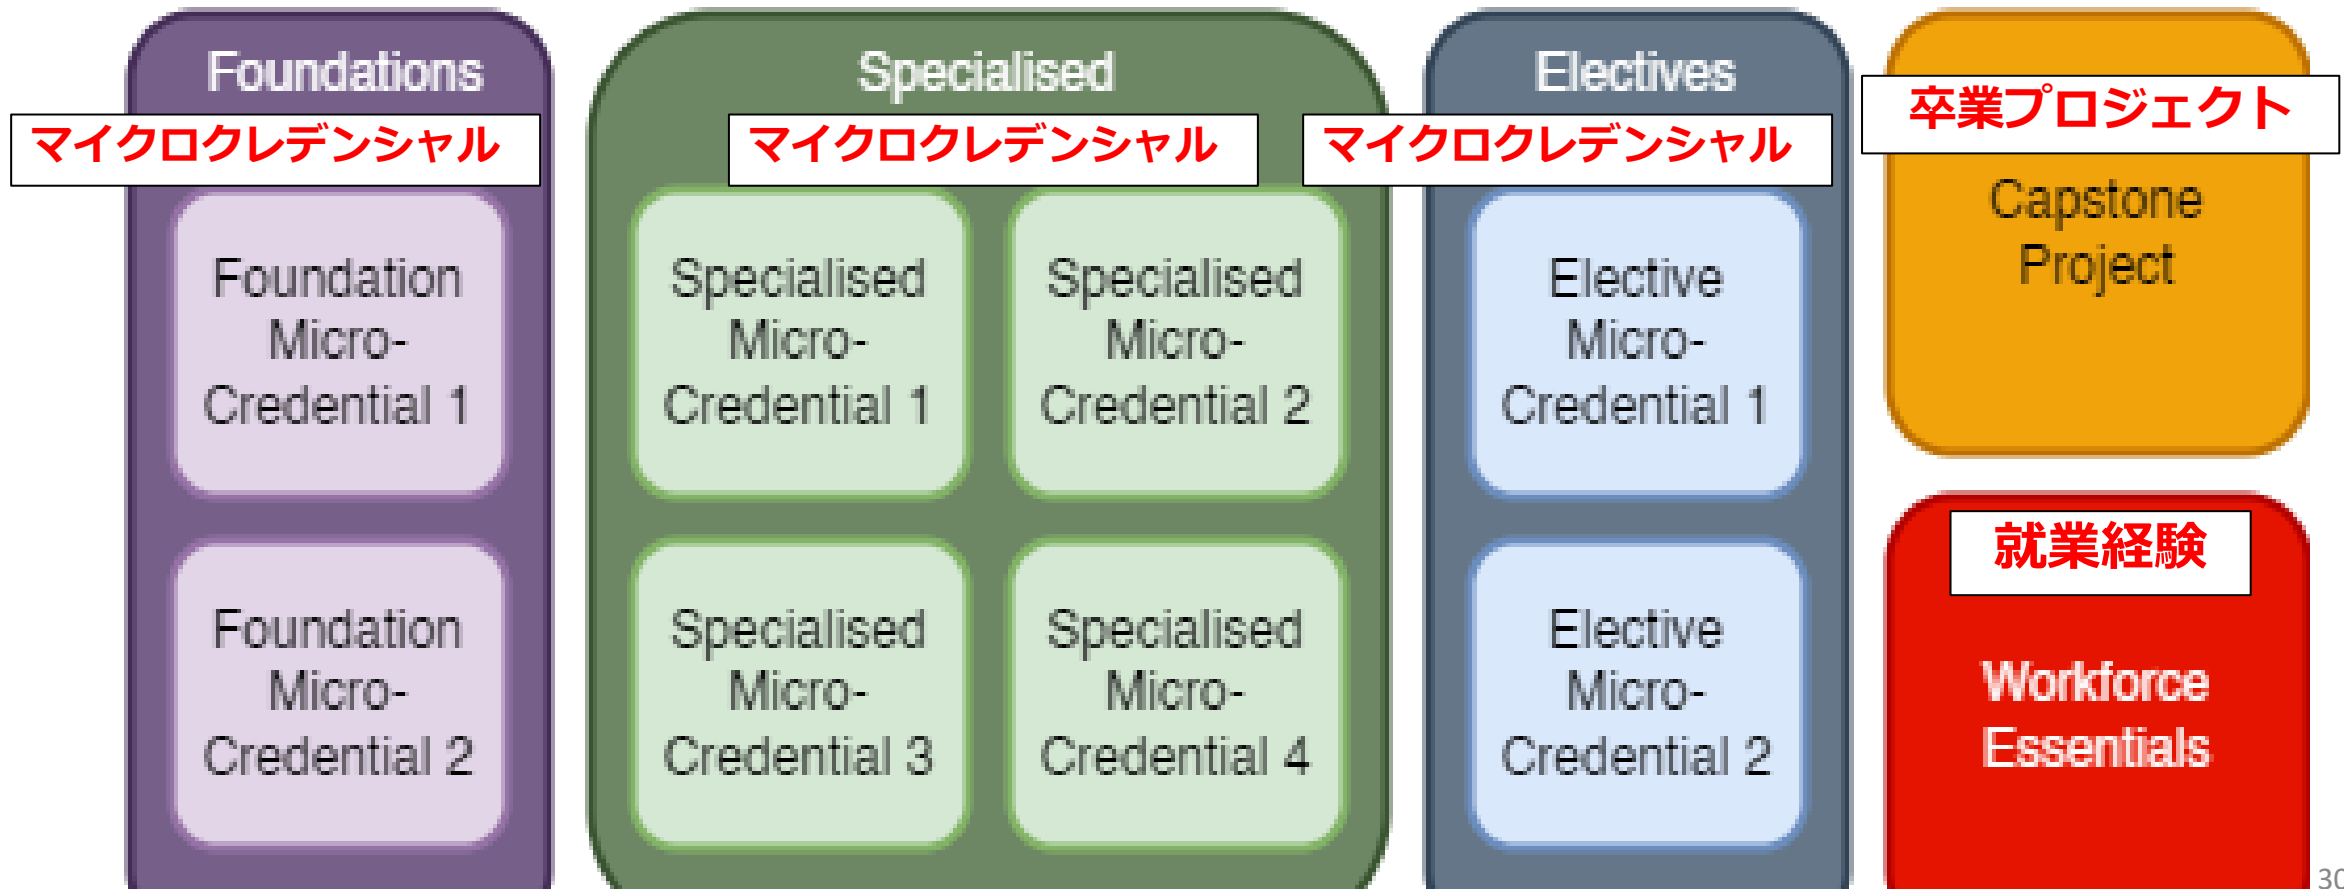 Foundations
マイクロクレデンシャル
Foundation
Micro-
Credential 1
Foundation
Micro-
Credential 2
Specialised
マイクロクレデンシャル
Specialised
Micro-
Credential 1
Specialised
Micro-
Credential 2
Specialised
Micro-
Credential 3
Specialised
Micro-
Credential 4
Electives
マイクロクレデンシャル
Elective
Micro-
Credential 1
Elective
Micro-
Credential 2
卒業プロジェクト
Capstone
Project
就業経験
Workforce
Essentials
30